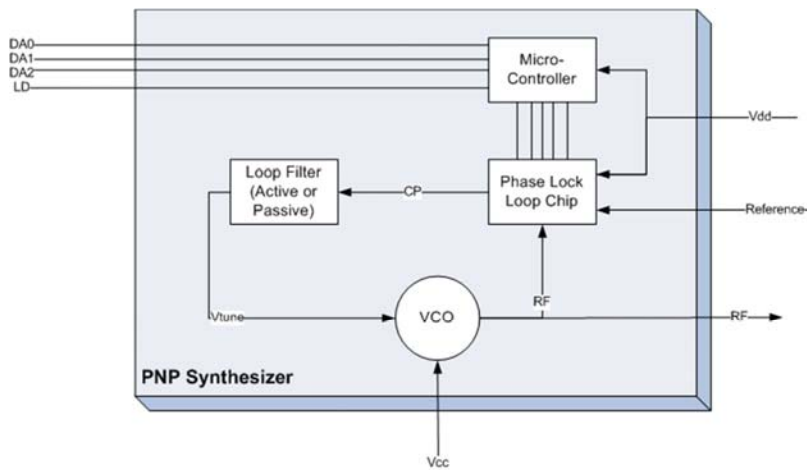 DA0
DA1
DA2
LD
Micro-
Controller
Vdd
Loop Filter
(Active or
Passive)
CP
Phase Lock
Loop Chip
Reference
RF
Vtune
VCO
RF
PNP Synthesizer
Vcc